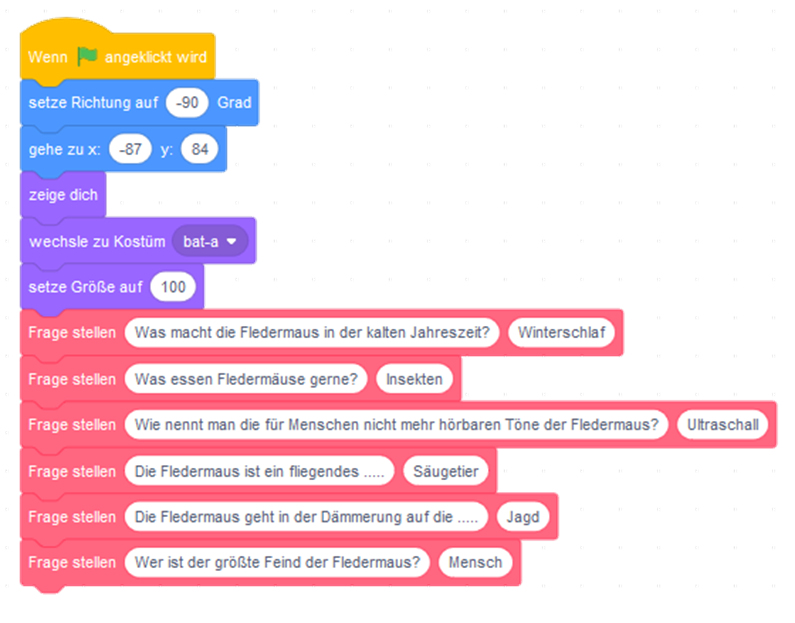 Wenn angeklickt wird
setze Richtung auf -90 Grad
gehe zu x: -87 y: 84
zeige dich
wechsle zu Kostüm bat-a
setze Größe auf 100
Frage stellen Was macht die Fledermaus in der kalten Jahreszeit? Winterschlaf
Frage stellen Was essen Fledermäuse gerne? Insekten
Frage stellen Wie nennt man die für Menschen nicht mehr hörbaren Töne der Fledermaus? Ultraschall
Frage stellen Die Fledermaus ist ein fliegendes ..... Säugetier
Frage stellen Die Fledermaus geht in der Dämmerung auf die ..... Jagd
Frage stellen Wer ist der größte Feind der Fledermaus? Mensch